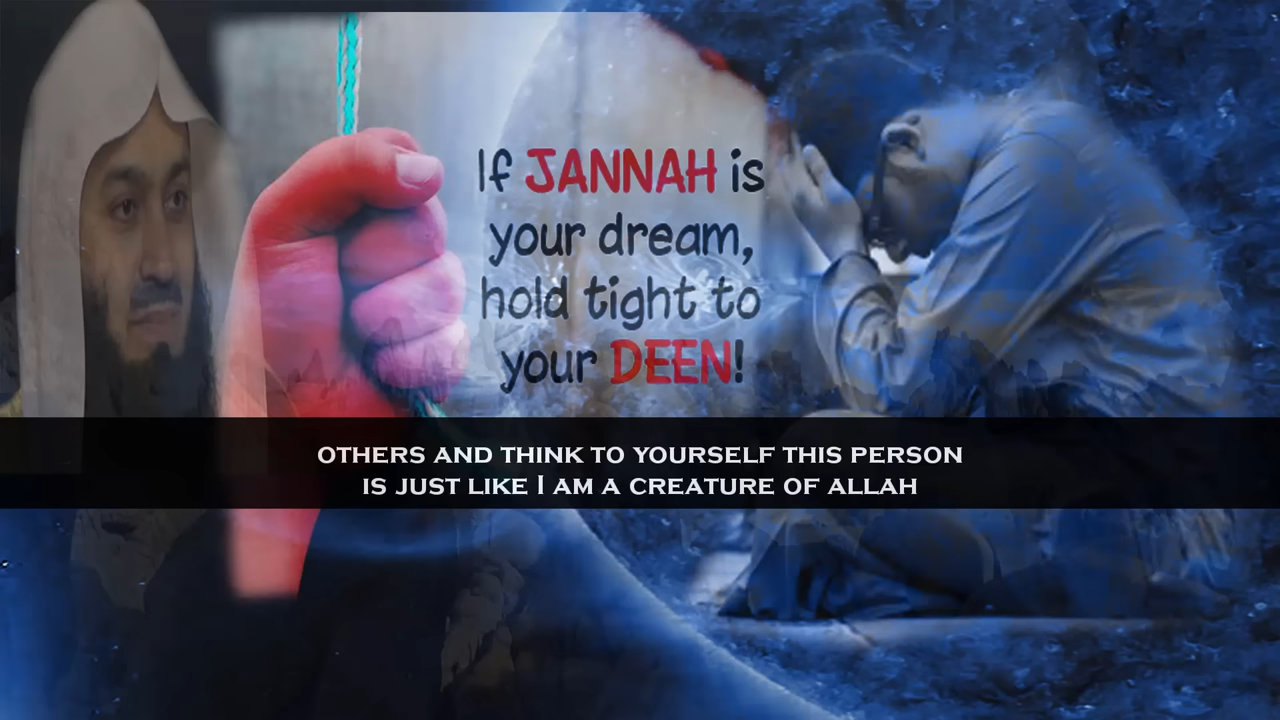 If JANNAH is
your dream,
hold tight to
your DEEN!
OTHERS AND THINK TO YOURSELF THIS PERSON
IS JUST LIKE I AM A CREATURE OF ALLAH